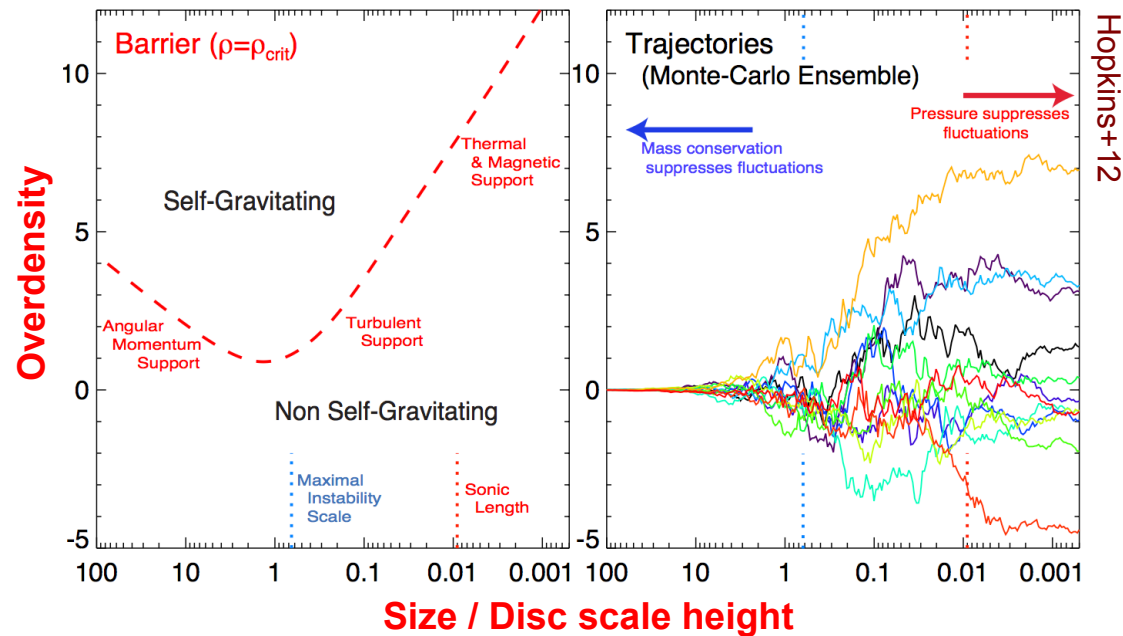 Barrier (ρ=ρcrit)
Self-Gravitating
Thermal
& Magnetic
Support
Angular
Momentum
Support
Turbulent
Support
Non Self-Gravitating
Maximal
Instability
Scale
Sonic
Length
Overdensity
10
5
0
-5
100
10
1
0.1
0.01
0.001
Trajectories
(Monte-Carlo Ensemble)
Pressure suppresses
fluctuations
Mass conservation
suppresses fluctuations
10
5
0
-5
100
10
1
0.1
0.01
0.001
Size / Disc scale height
Hopkins+12